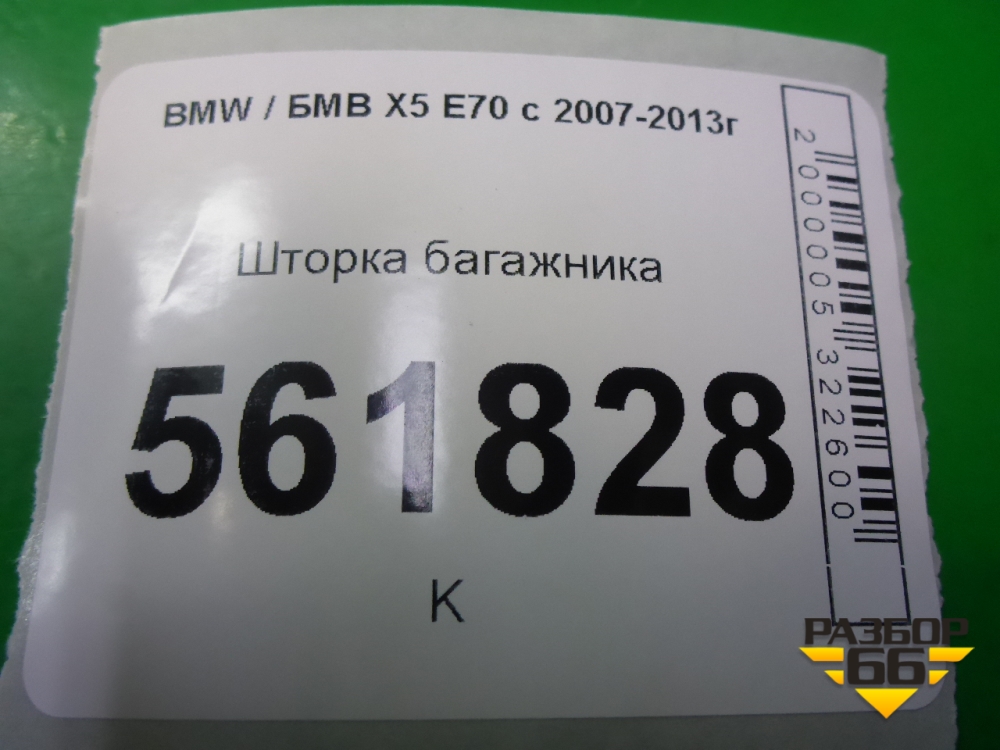 BMW / БМВ X5 E70 с 2007-2013г
Шторка багажника
561828
К
2000005322600
РАЗБОР
66